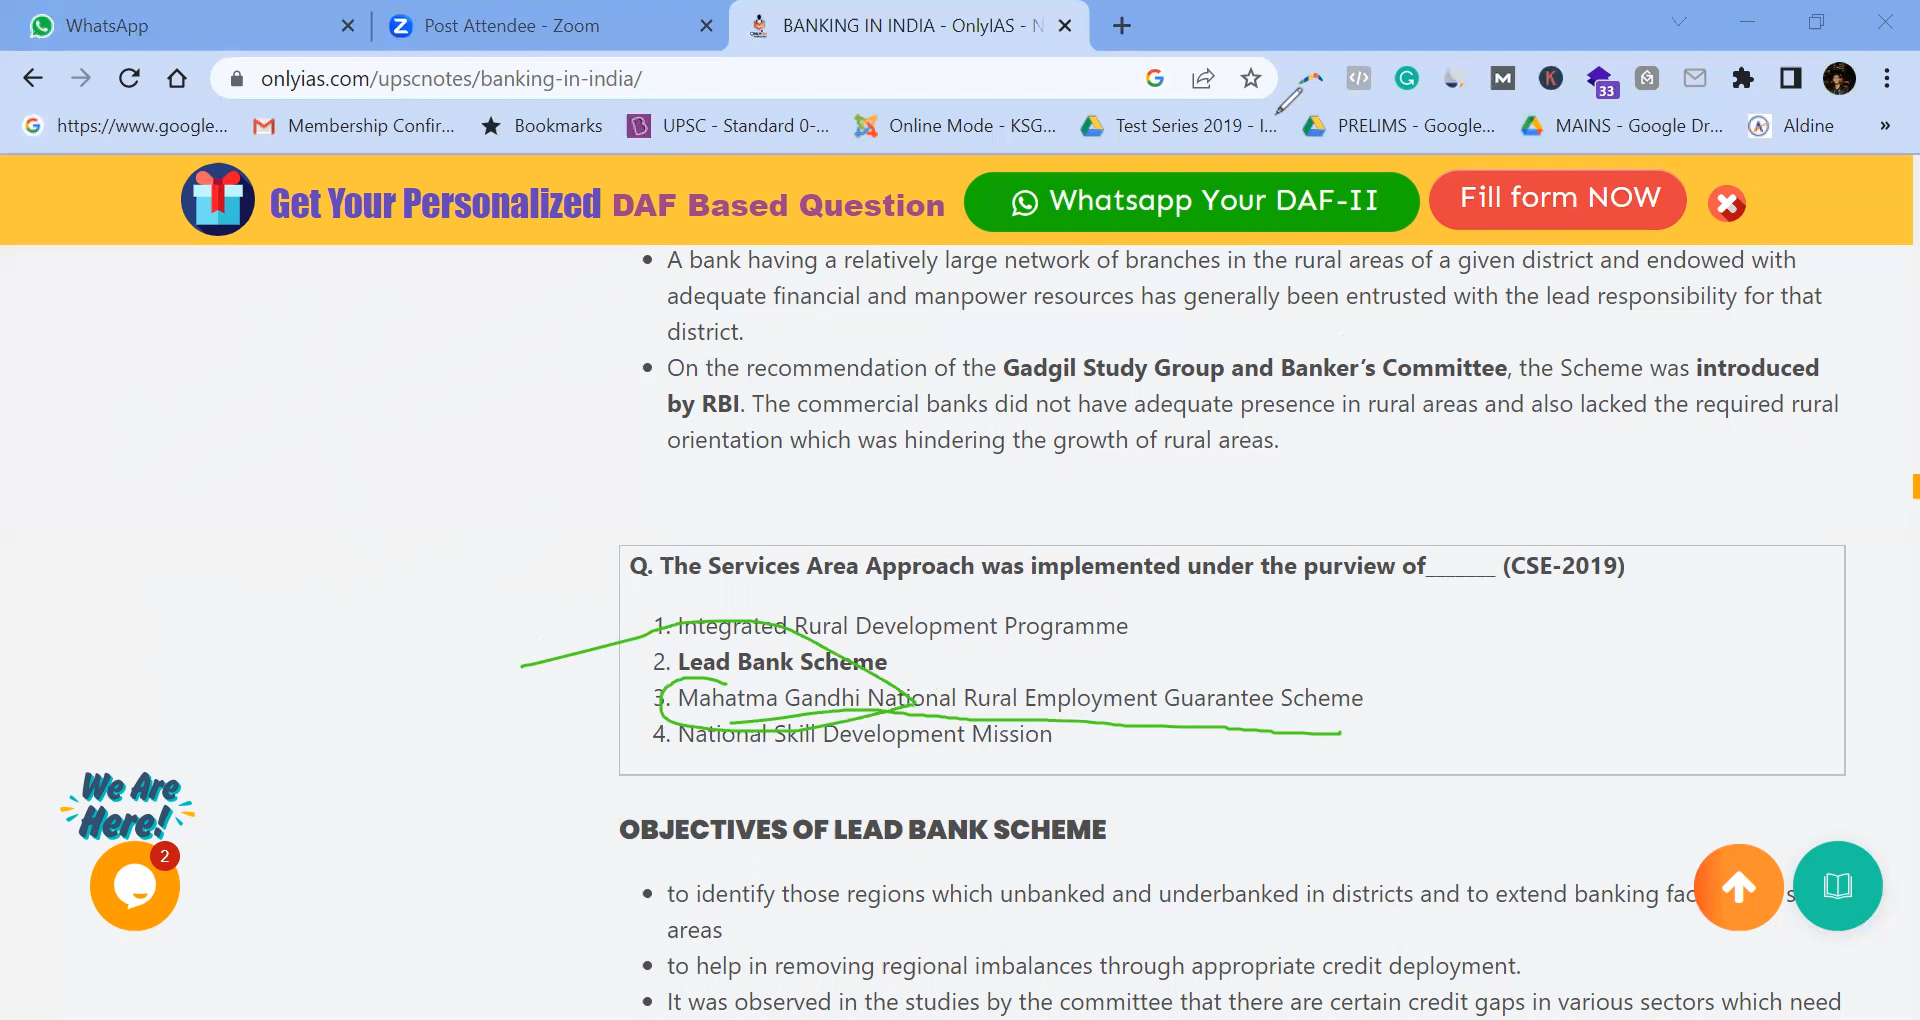 WhatsApp
Post Attendee - Zoom
BANKING IN INDIA - OnlyIAS - N
onlyias.com/upscnotes/banking-in-india/
33
https://www.google...
Membership Confir...
Bookmarks
UPSC - Standard 0-...
Online Mode - KSG...
Test Series 2019 - I...
PRELIMS - Google...
MAINS - Google Dr...
Aldine
»
Get Your Personalized DAF Based Question
Whatsapp Your DAF-II
Fill form NOW
• A bank having a relatively large network of branches in the rural areas of a given district and endowed with
adequate financial and manpower resources has generally been entrusted with the lead responsibility for that
district.
• On the recommendation of the Gadgil Study Group and Banker's Committee, the Scheme was introduced
by RBI. The commercial banks did not have adequate presence in rural areas and also lacked the required rural
orientation which was hindering the growth of rural areas.
Q. The Services Area Approach was implemented under the purview of______ (CSE-2019)
1. Integrated Rural Development Programme
2. Lead Bank Scheme
3. Mahatma Gandhi National Rural Employment Guarantee Scheme
4. National Skill Development Mission
We Are
Here!
2
OBJECTIVES OF LEAD BANK SCHEME
• to identify those regions which unbanked and underbanked in districts and to extend banking fac
areas
• to help in removing regional imbalances through appropriate credit deployment.
• It was observed in the studies by the committee that there are certain credit gaps in various sectors which need